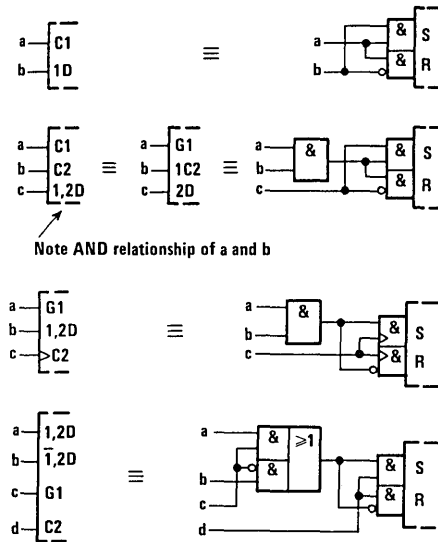 a C1 ≡ a & S
b 1D b & R
a C1 ≡ a G1 ≡ a & & S
b C2 b 1C2 b & R
c 1,2D c 2D c
Note AND relationship of a and b
a G1 ≡ a & & S
b 1,2D b & R
c C2 c
a 1,2D ≡ a & ≥1 & S
b 1̅,2D b & & R
c G1 c
d C2 d